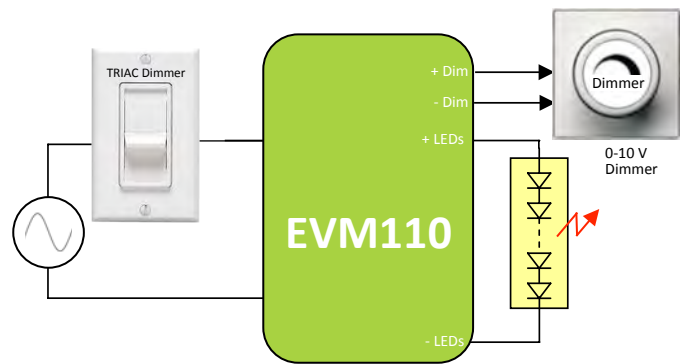 TRIAC Dimmer
+ Dim
- Dim
+ LEDs
EVM110
- LEDs
Dimmer
0-10 V
Dimmer